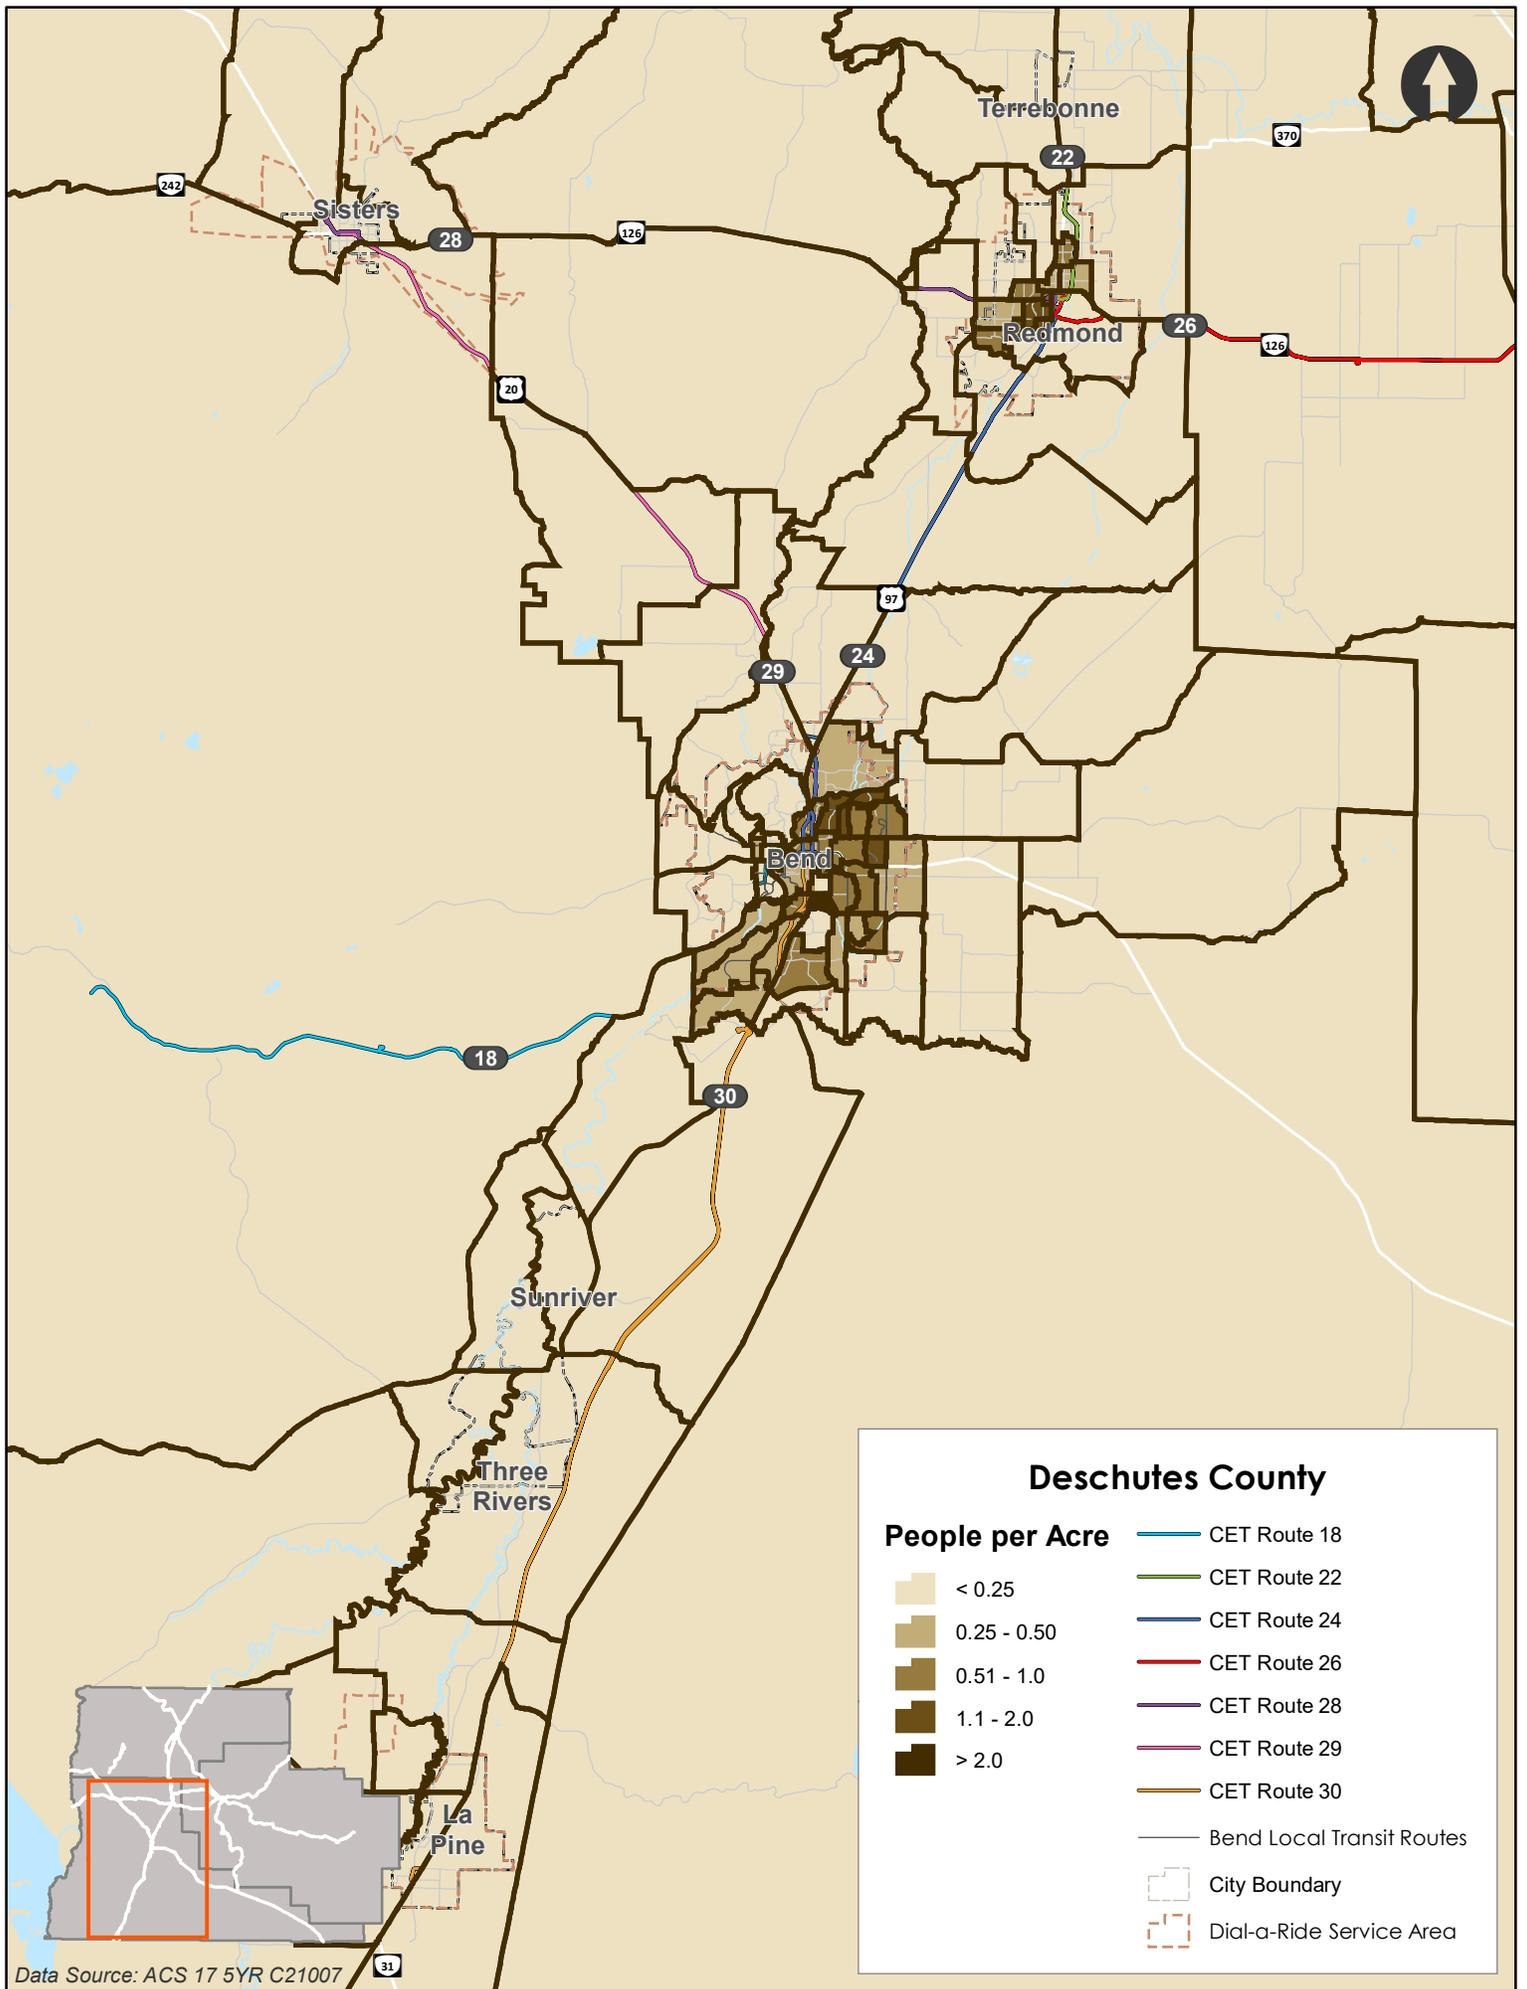 Terrebonne
370
22
242
Sisters
28
126
Redmond
26
126
20
97
24
29
Bend
18
30
Sunriver
Three
Rivers
La
Pine
31
Deschutes County
People per Acre
< 0.25
0.25 - 0.50
0.51 - 1.0
1.1 - 2.0
> 2.0
CET Route 18
CET Route 22
CET Route 24
CET Route 26
CET Route 28
CET Route 29
CET Route 30
Bend Local Transit Routes
City Boundary
Dial-a-Ride Service Area
Data Source: ACS 17 5YR C21007